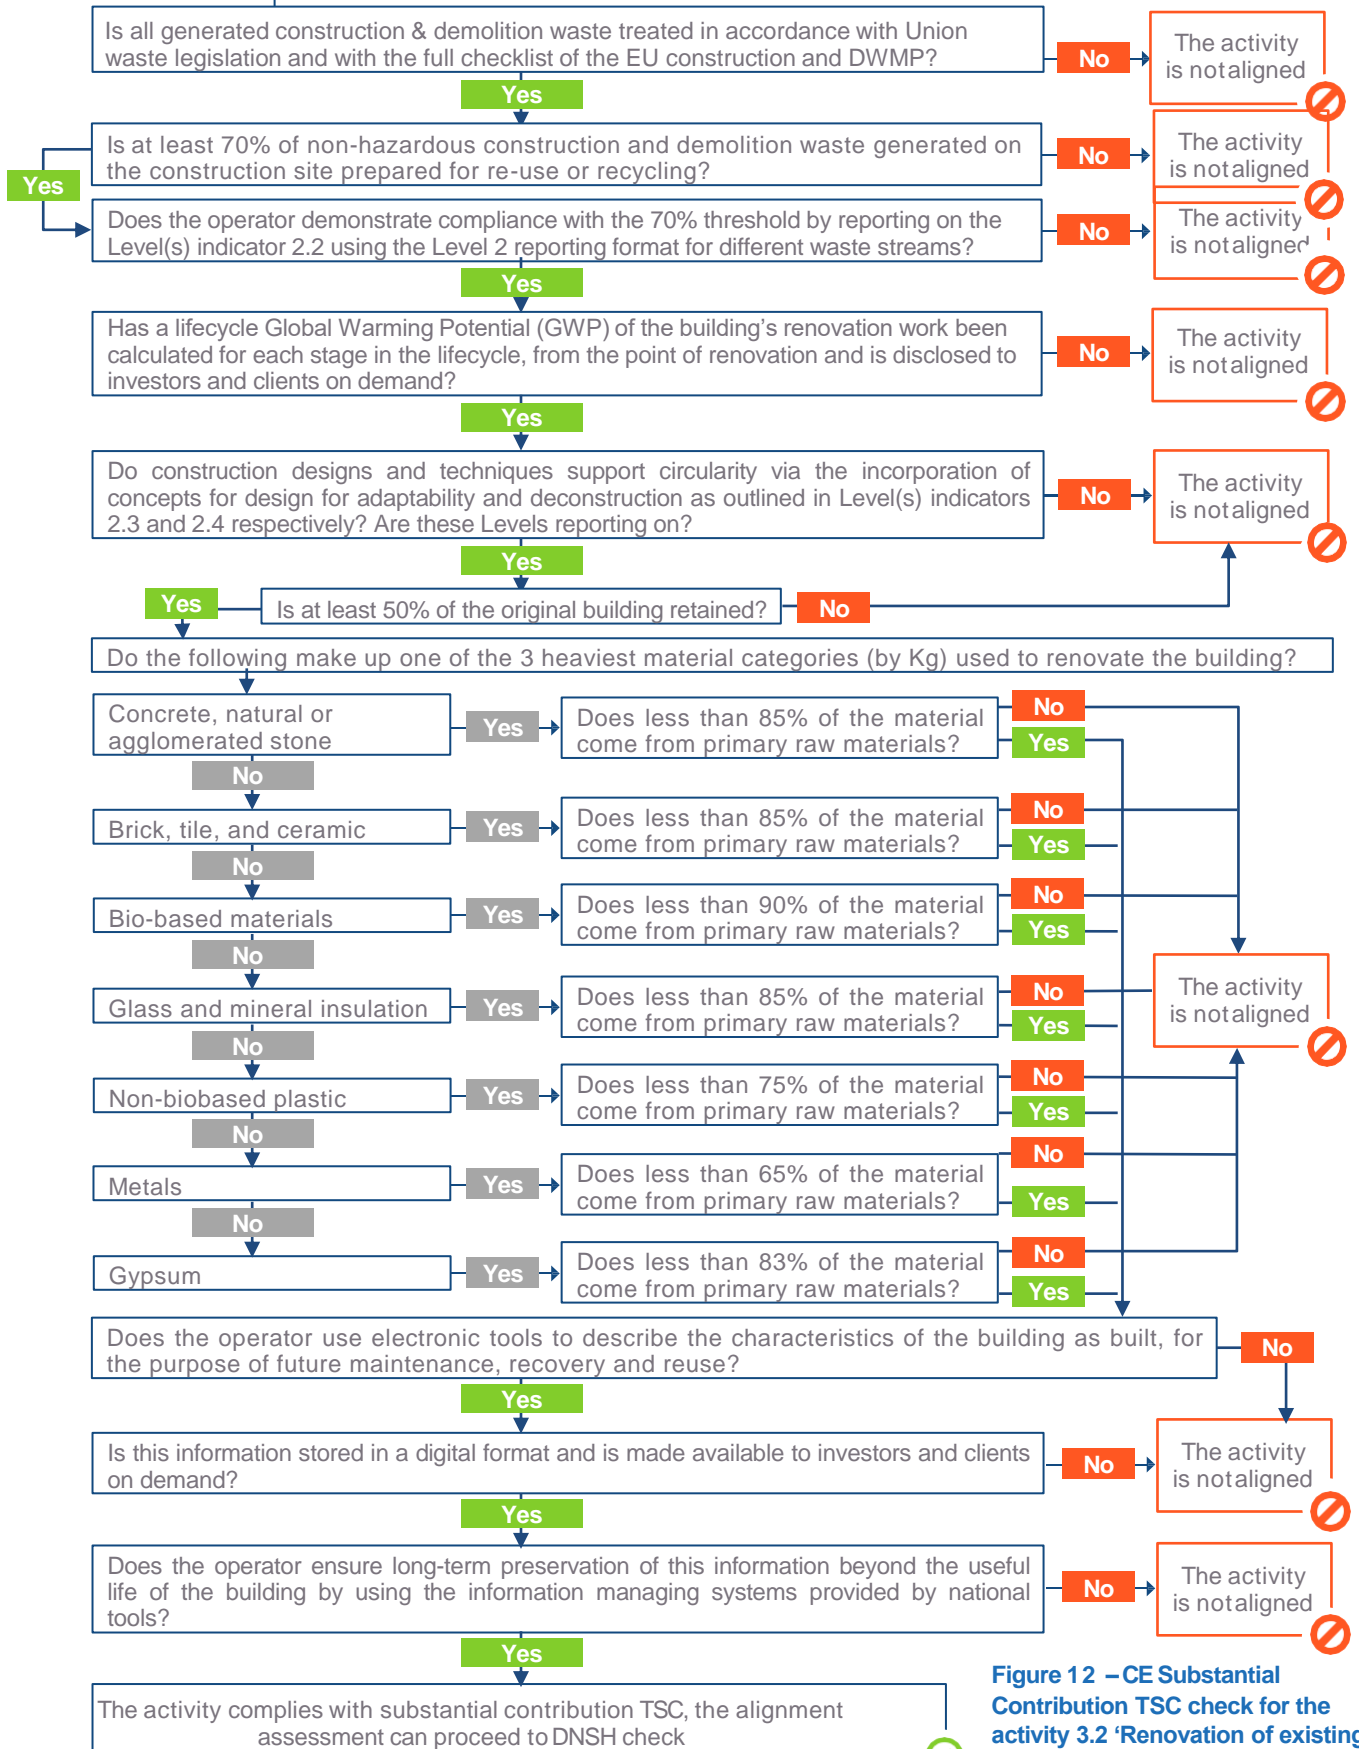 Is all generated construction & demolition waste treated in accordance with Union
waste legislation and with the full checklist of the EU construction and DWMP?
No
The activity
is not aligned
Yes
Is at least 70% of non-hazardous construction and demolition waste generated on
the construction site prepared for re-use or recycling?
No
The activity
is not aligned
Yes
Does the operator demonstrate compliance with the 70% threshold by reporting on the
Level(s) indicator 2.2 using the Level 2 reporting format for different waste streams?
No
The activity
is not aligned
Yes
Has a lifecycle Global Warming Potential (GWP) of the building's renovation work been
calculated for each stage in the lifecycle, from the point of renovation and is disclosed to
investors and clients on demand?
No
The activity
is not aligned
Yes
Do construction designs and techniques support circularity via the incorporation of
concepts for design for adaptability and deconstruction as outlined in Level(s) indicators
2.3 and 2.4 respectively? Are these Levels reporting on?
No
The activity
is not aligned
Yes
Is at least 50% of the original building retained?
No
Yes
Do the following make up one of the 3 heaviest material categories (by Kg) used to renovate the building?
Concrete, natural or
agglomerated stone
Yes
Does less than 85% of the material
come from primary raw materials?
No
Yes
No
Brick, tile, and ceramic
Yes
Does less than 85% of the material
come from primary raw materials?
No
Yes
No
Bio-based materials
Yes
Does less than 90% of the material
come from primary raw materials?
No
Yes
No
Glass and mineral insulation
Yes
Does less than 85% of the material
come from primary raw materials?
No
Yes
The activity
is not aligned
No
Non-biobased plastic
Yes
Does less than 75% of the material
come from primary raw materials?
No
Yes
No
Metals
Yes
Does less than 65% of the material
come from primary raw materials?
No
Yes
No
Gypsum
Yes
Does less than 83% of the material
come from primary raw materials?
No
Yes
Does the operator use electronic tools to describe the characteristics of the building as built, for
the purpose of future maintenance, recovery and reuse?
No
Yes
Is this information stored in a digital format and is made available to investors and clients
on demand?
No
The activity
is not aligned
Yes
Does the operator ensure long-term preservation of this information beyond the useful
life of the building by using the information managing systems provided by national
tools?
No
The activity
is not aligned
Yes
The activity complies with substantial contribution TSC, the alignment
assessment can proceed to DNSH check
Figure 12 – CE Substantial
Contribution TSC check for the
activity 3.2 ‘Renovation of existing